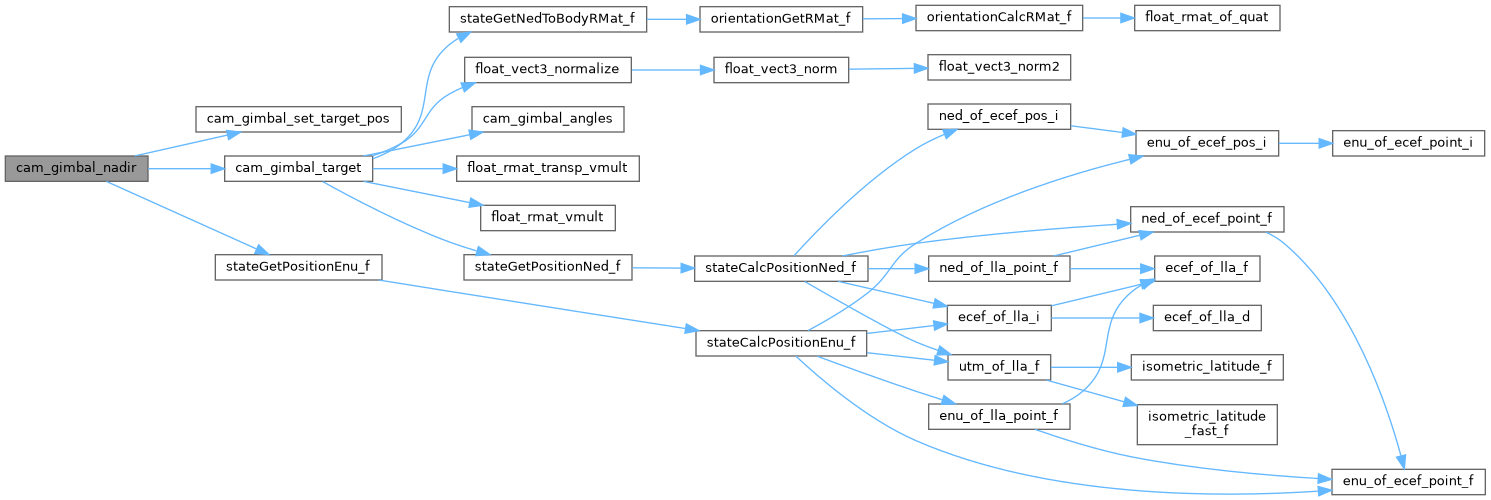 cam_gimbal_nadir
cam_gimbal_set_target_pos
cam_gimbal_target
stateGetPositionEnu_f
stateGetNedToBodyRMat_f
float_vect3_normalize
cam_gimbal_angles
float_rmat_transp_vmult
float_rmat_vmult
stateGetPositionNed_f
orientationGetRMat_f
float_vect3_norm
stateCalcPositionNed_f
stateCalcPositionEnu_f
orientationCalcRMat_f
float_vect3_norm2
ned_of_ecef_pos_i
ned_of_lla_point_f
ecef_of_lla_i
utm_of_lla_f
enu_of_lla_point_f
float_rmat_of_quat
enu_of_ecef_pos_i
ned_of_ecef_point_f
ecef_of_lla_f
ecef_of_lla_d
isometric_latitude_f
isometric_latitude
_fast_f
enu_of_ecef_point_i
enu_of_ecef_point_f